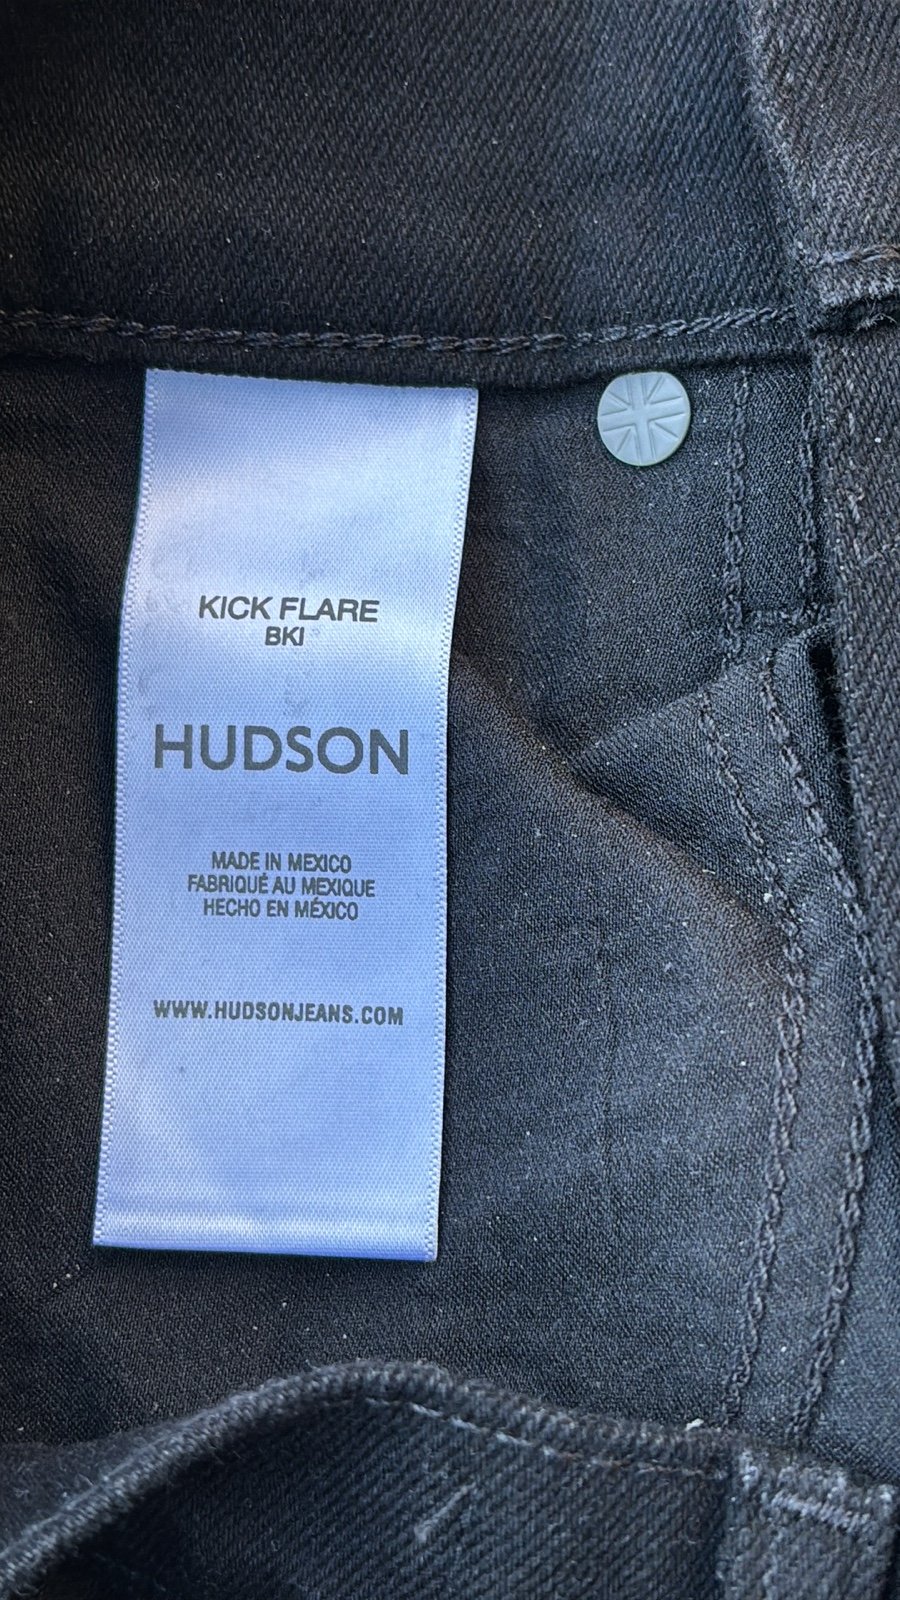 KICK FLARE
BKI
HUDSON
MADE IN MEXICO
FABRIQUÉ AU MEXIQUE
HECHO EN MÉXICO
WWW.HUDSONJEANS.COM